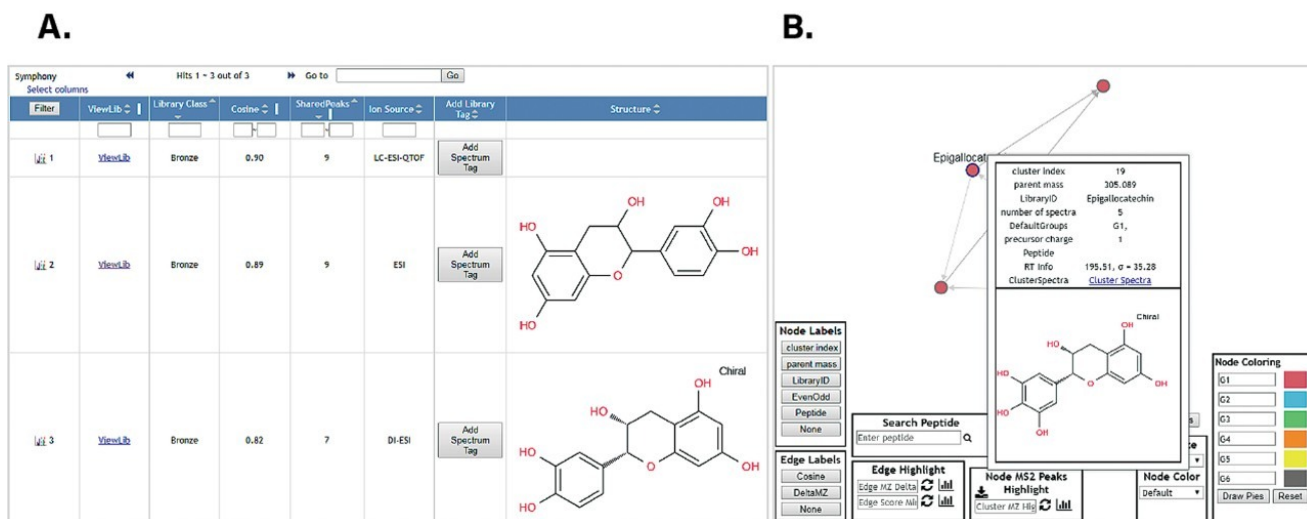 A.
B.
Symphony
Hits 1 ~ 3 out of 3
Go to
Go
Select columns
Filter
ViewLib
Library Class
Cosine
SharedPeaks
Ion Source
Add Library Tag
Structure
1 ViewLib Bronze 0.90 9 LC-ESI-QTOF Add Spectrum Tag
2 ViewLib Bronze 0.89 9 ESI Add Spectrum Tag
HO
OH
OH
OH
O
HO
3 ViewLib Bronze 0.82 7 DI-ESI Add Spectrum Tag
Chiral
OH
HO
HO
O
OH
HO
Epigallocat
cluster index 19
parent mass 305.089
LibraryID Epigallocatechin
number of spectra 5
DefaultGroups G1,
precursor charge 1
Peptide
RT Info 195.51, σ = 35.28
ClusterSpectra Cluster Spectra
Chiral
OH
HO
HO
O
OH
HO
OH
Node Labels
cluster index
parent mass
LibraryID
EvenOdd
Peptide
None
Edge Labels
Cosine
DeltaMZ
None
Search Peptide
Enter peptide
Edge Highlight
Edge MZ Delta
Edge Score Mi
Node MS2 Peaks
Highlight
Cluster MZ Hig
Node Color
Default
Node Coloring
G1
G2
G3
G4
G5
G6
Draw Pies
Reset